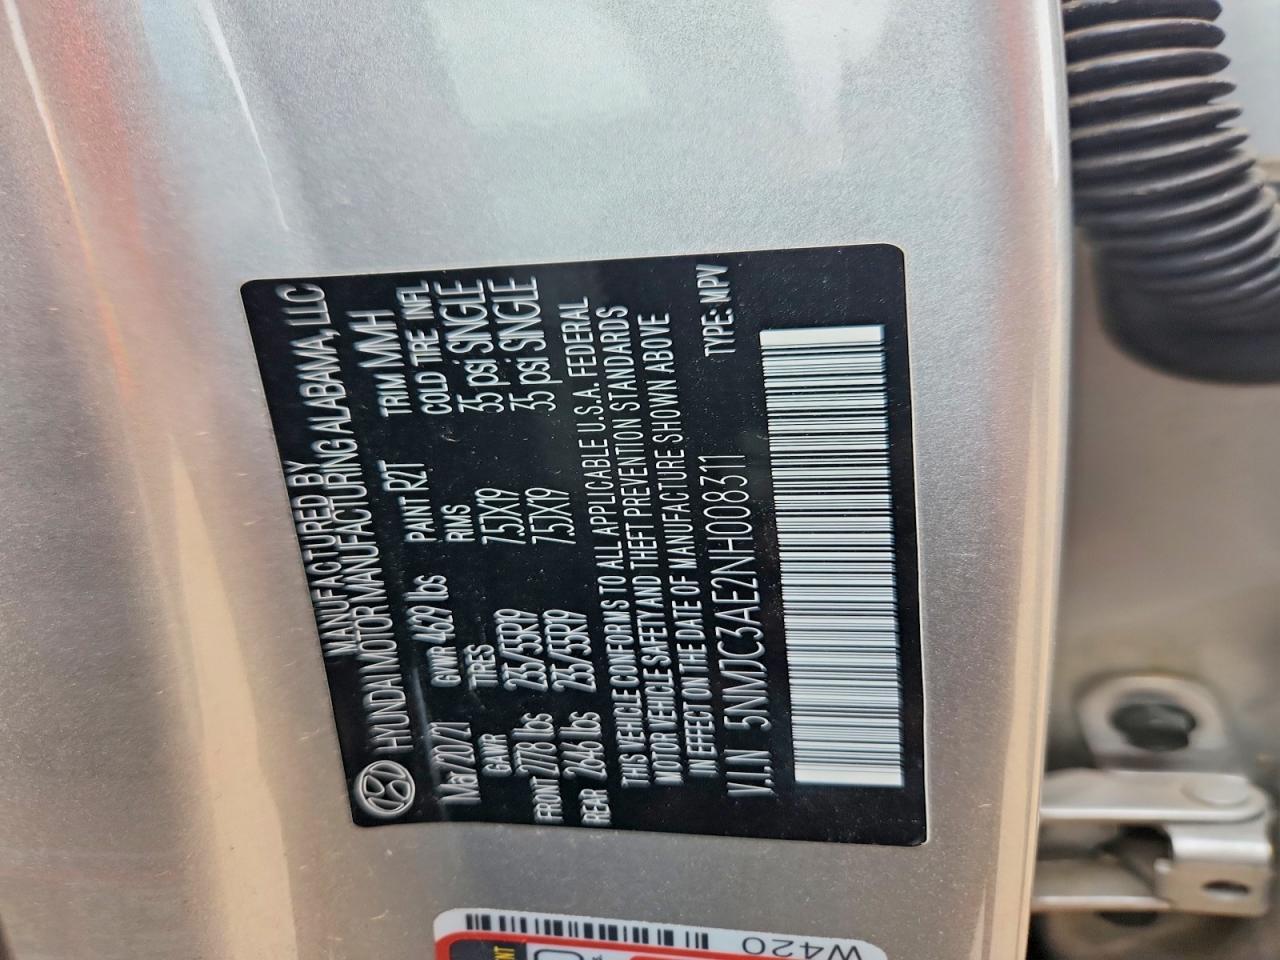 MANUFACTURED BY
HYUNDAI MOTOR MANUFACTURING ALABAMA, LLC
Mar/20/21 GVWR 4629 lbs PAINT R2T TRIM MMH
GAWR TIRES RIMS COLD TIRE INFL
FRONT 2778 lbs 235/55R19 7.5JX19 35 psi SINGLE
REAR 2646 lbs 235/55R19 7.5JX19 35 psi SINGLE
THIS VEHICLE CONFORMS TO ALL APPLICABLE U.S.A. FEDERAL
MOTOR VEHICLE SAFETY AND THEFT PREVENTION STANDARDS
IN EFFECT ON THE DATE OF MANUFACTURE SHOWN ABOVE
V.I.N 5NMJC3AE2NH008311 TYPE: MPV
W420